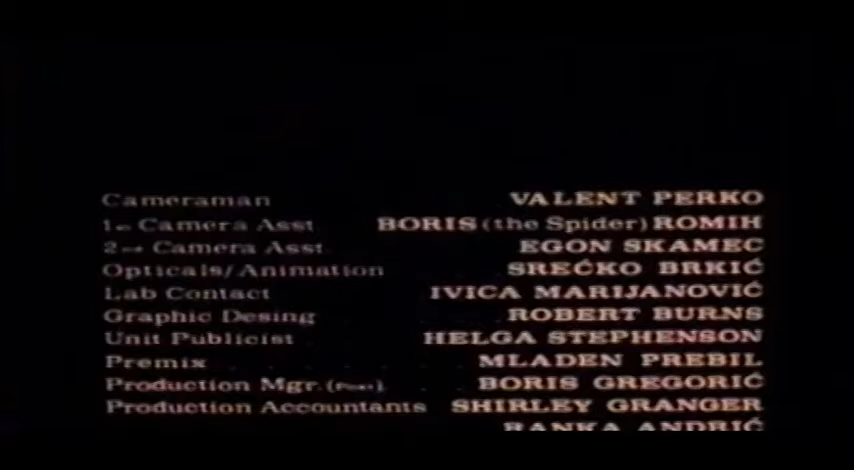 Cameraman VALENT PERKO
1st Camera Asst. BORIS (the Spider) ROMIH
2nd Camera Asst. EGON SKAMEC
Opticals/Animation SREĆKO BRKIĆ
Lab Contact IVICA MARIJANOVIĆ
Graphic Desing ROBERT BURNS
Unit Publicist HELGA STEPHENSON
Premix MLADEN PREBIL
Production Mgr. BORIS GREGORIĆ
Production Accountants SHIRLEY GRANGER
RANKA ANDRIĆ